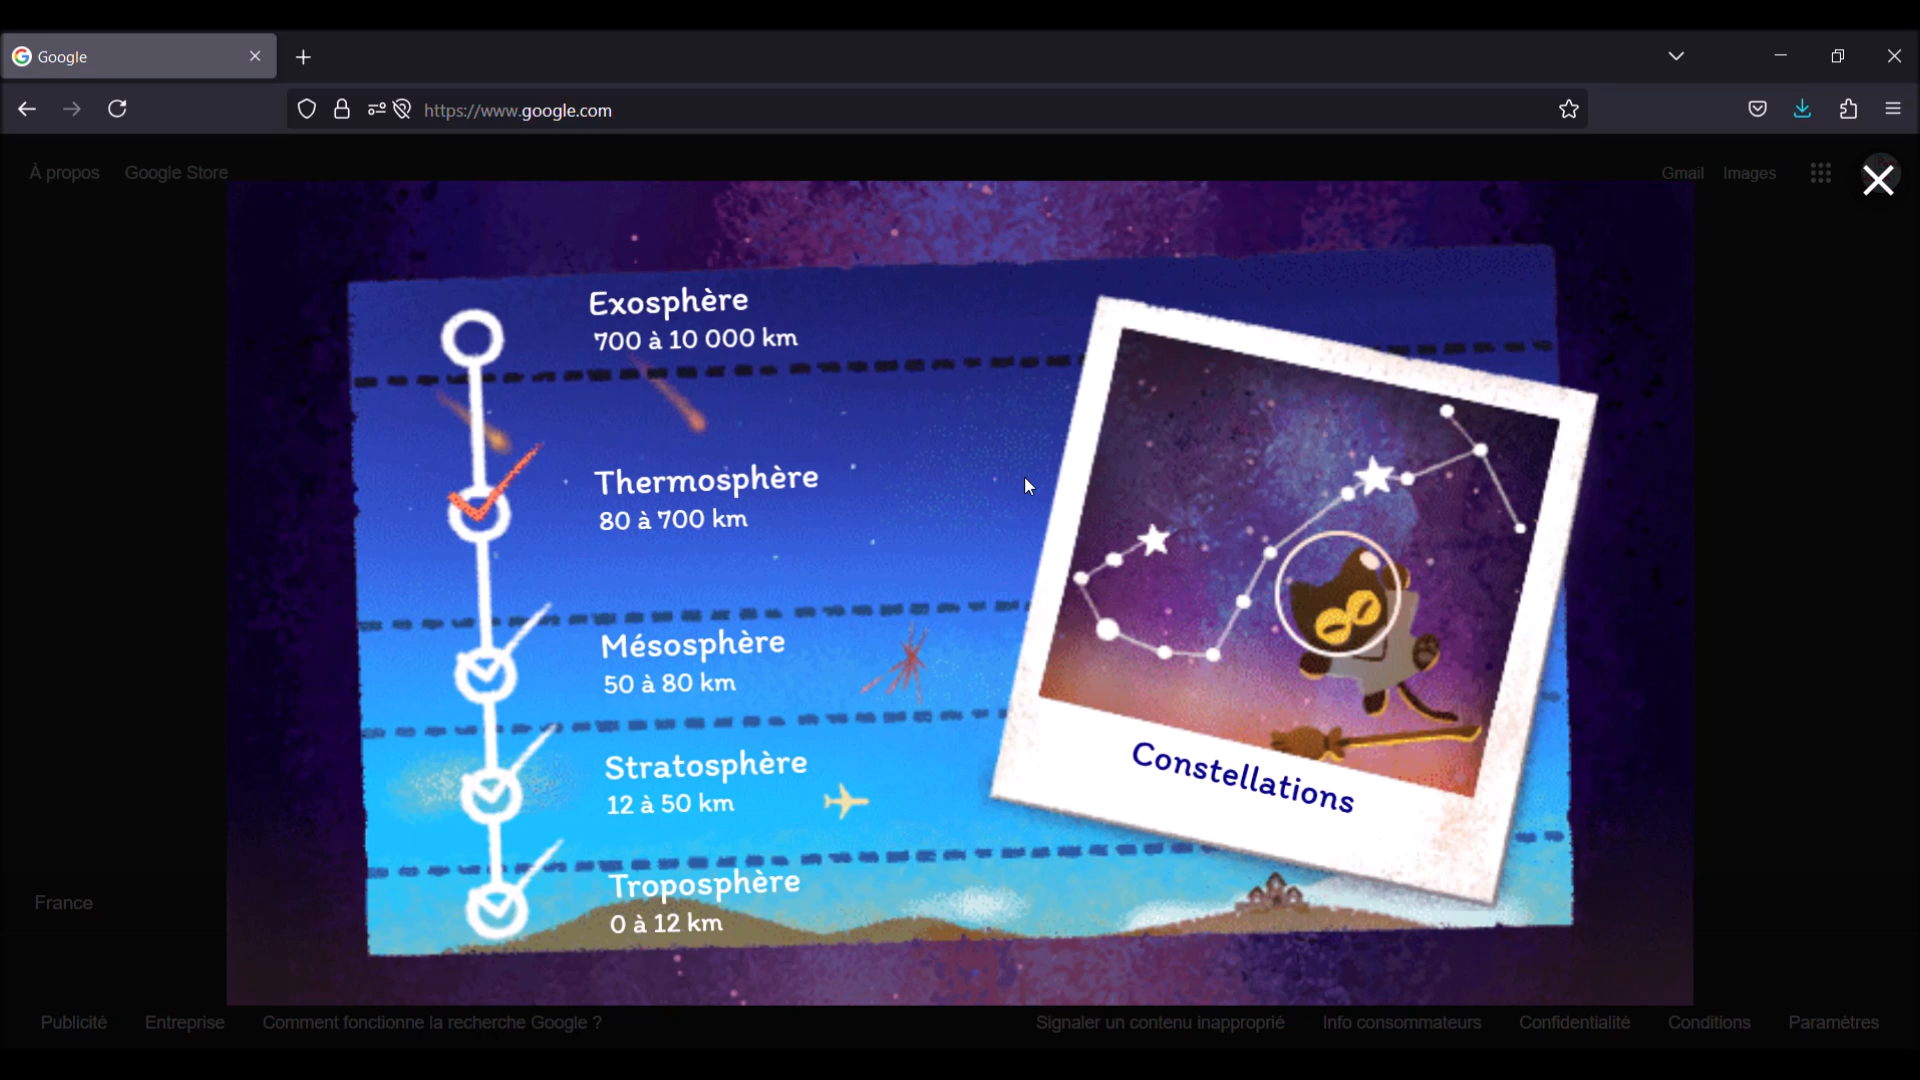 Google
https://www.google.com
À propos
Google Store
Gmail
Images
Exosphère
700 à 10 000 km
Thermosphère
80 à 700 km
Mésosphère
50 à 80 km
Stratosphère
12 à 50 km
Troposphère
0 à 12 km
Constellations
France
Publicité
Entreprise
Comment fonctionne la recherche Google ?
Signaler un contenu inapproprié
Info consommateurs
Confidentialité
Conditions
Paramètres